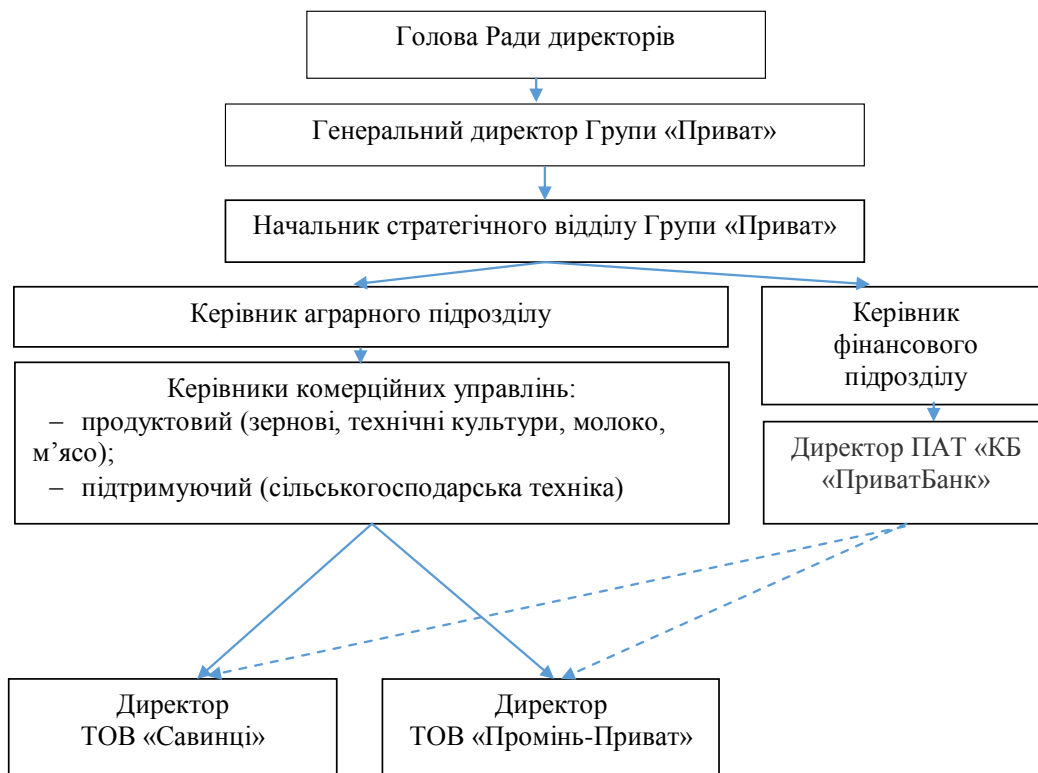 Голова Ради директорів
Генеральний директор Групи «Приват»
Начальник стратегічного відділу Групи «Приват»
Керівник аграрного підрозділу
Керівник
фінансового
підрозділу
Керівники комерційних управлінь:
– продуктовий (зернові, технічні культури, молоко,
м’ясо);
– підтримуючий (сільськогосподарська техніка)
Директор ПАТ «КБ
«ПриватБанк»
Директор
ТОВ «Савинці»
Директор
ТОВ «Промінь-Приват»